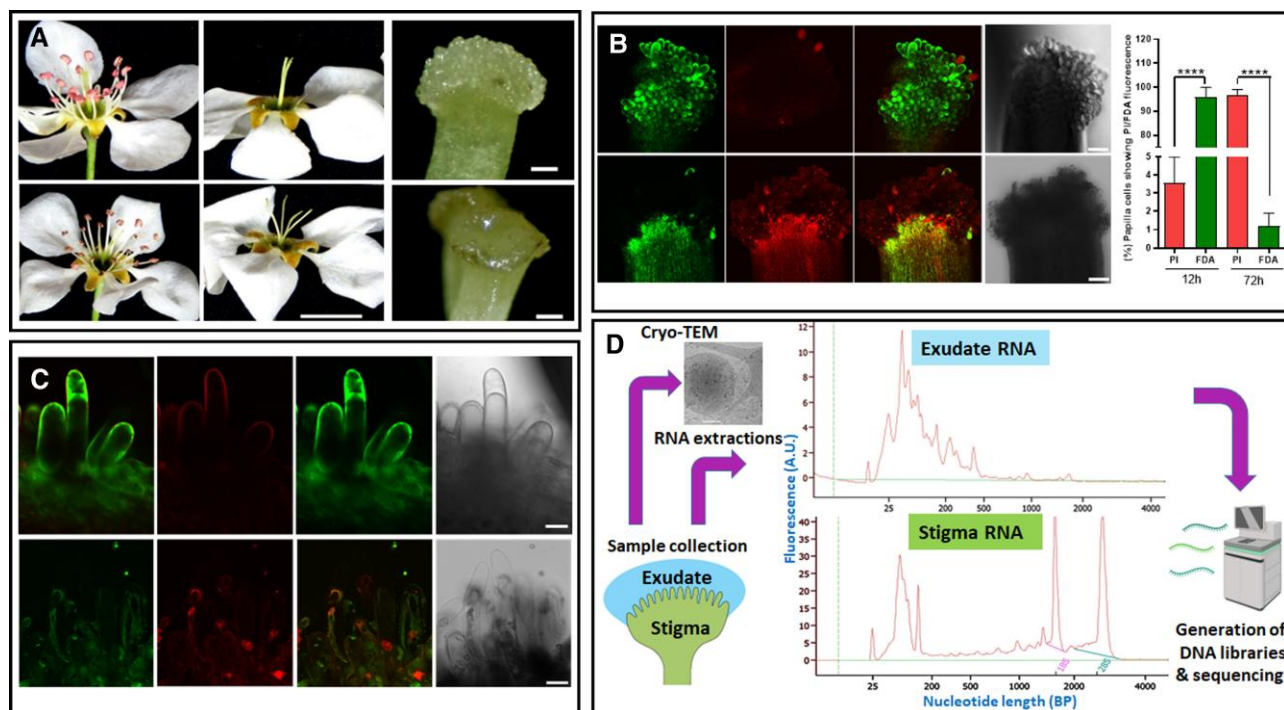 A
B
(%) Papilla cells showing PI/FDA fluorescence
120
110
100
90
80
70
60
5
4
3
2
1
0
****
****
PI
FDA
PI
FDA
12h
72h
C
D
Cryo-TEM
RNA extractions
Sample collection
Exudate
Stigma
Fluorescence (A.U.)
12
10
8
6
4
2
0
Exudate RNA
25
200
500
1000
2000
4000
40
35
30
25
20
15
10
5
0
Stigma RNA
18S
28S
25
200
500
1000
2000
4000
Nucleotide length (BP)
Generation of
DNA libraries
& sequencing